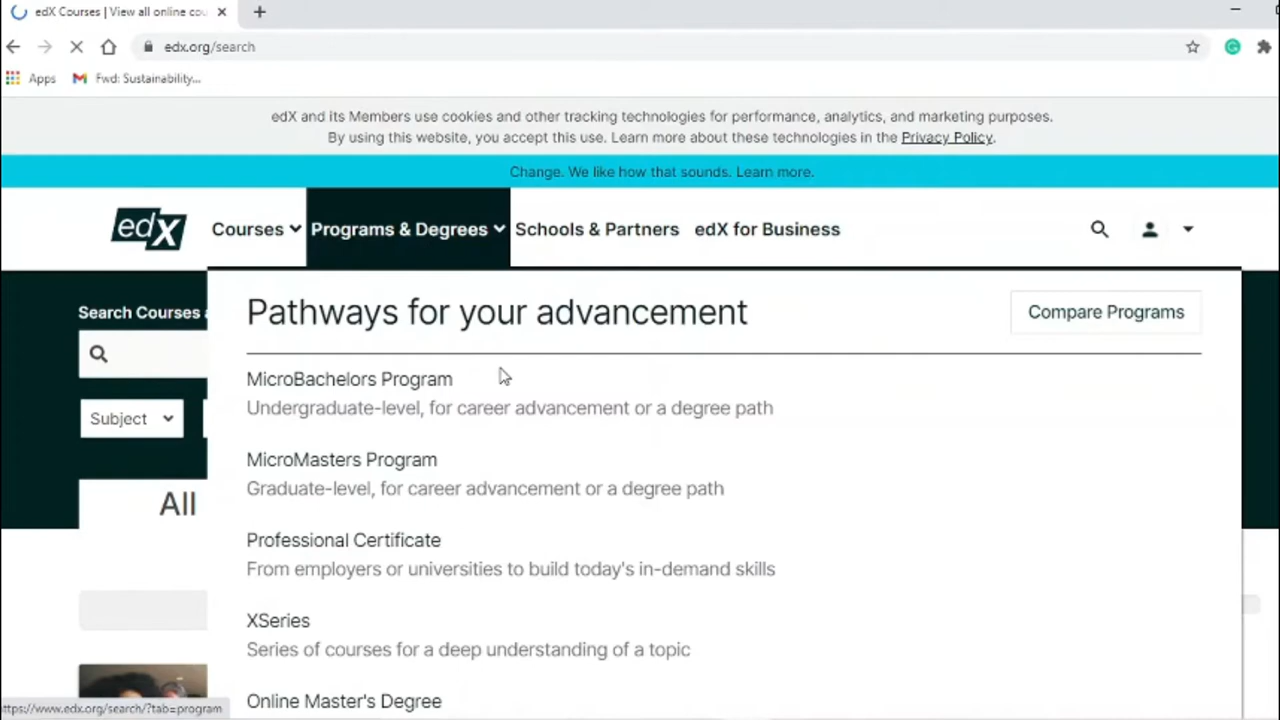 edX Courses | View all online cou
edx.org/search
Apps
Fwd: Sustainability...
edX and its Members use cookies and other tracking technologies for performance, analytics, and marketing purposes.
By using this website, you accept this use. Learn more about these technologies in the Privacy Policy.
Change. We like how that sounds. Learn more.
edX Courses Programs & Degrees Schools & Partners edX for Business
Search Courses
Pathways for your advancement
Compare Programs
MicroBachelors Program
Undergraduate-level, for career advancement or a degree path
Subject
MicroMasters Program
Graduate-level, for career advancement or a degree path
All
Professional Certificate
From employers or universities to build today's in-demand skills
XSeries
Series of courses for a deep understanding of a topic
Online Master's Degree
ttps://www.edx.org/search/?tab=program